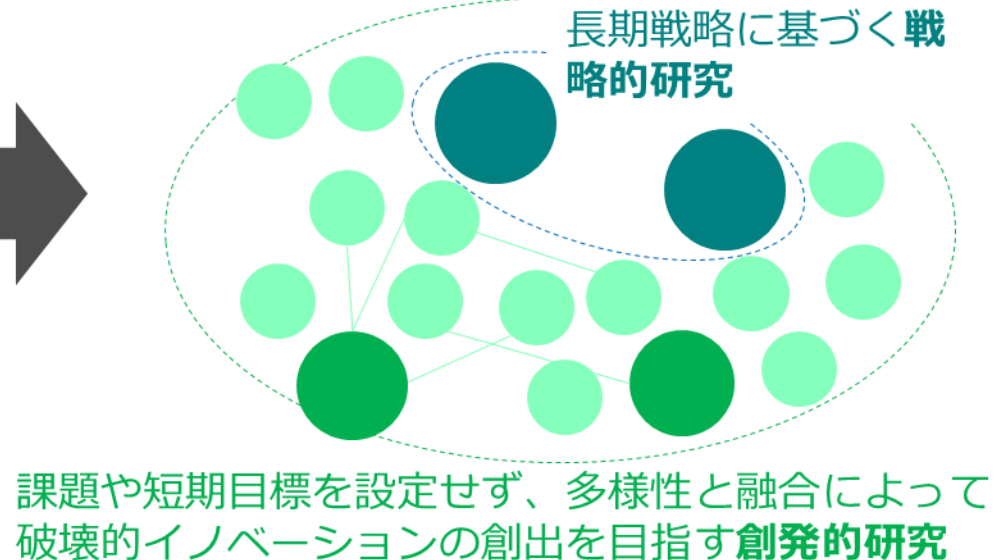 長期戦略に基づく戦
略的研究
課題や短期目標を設定せず、多様性と融合によって
破壊的イノベーションの創出を目指す創発的研究